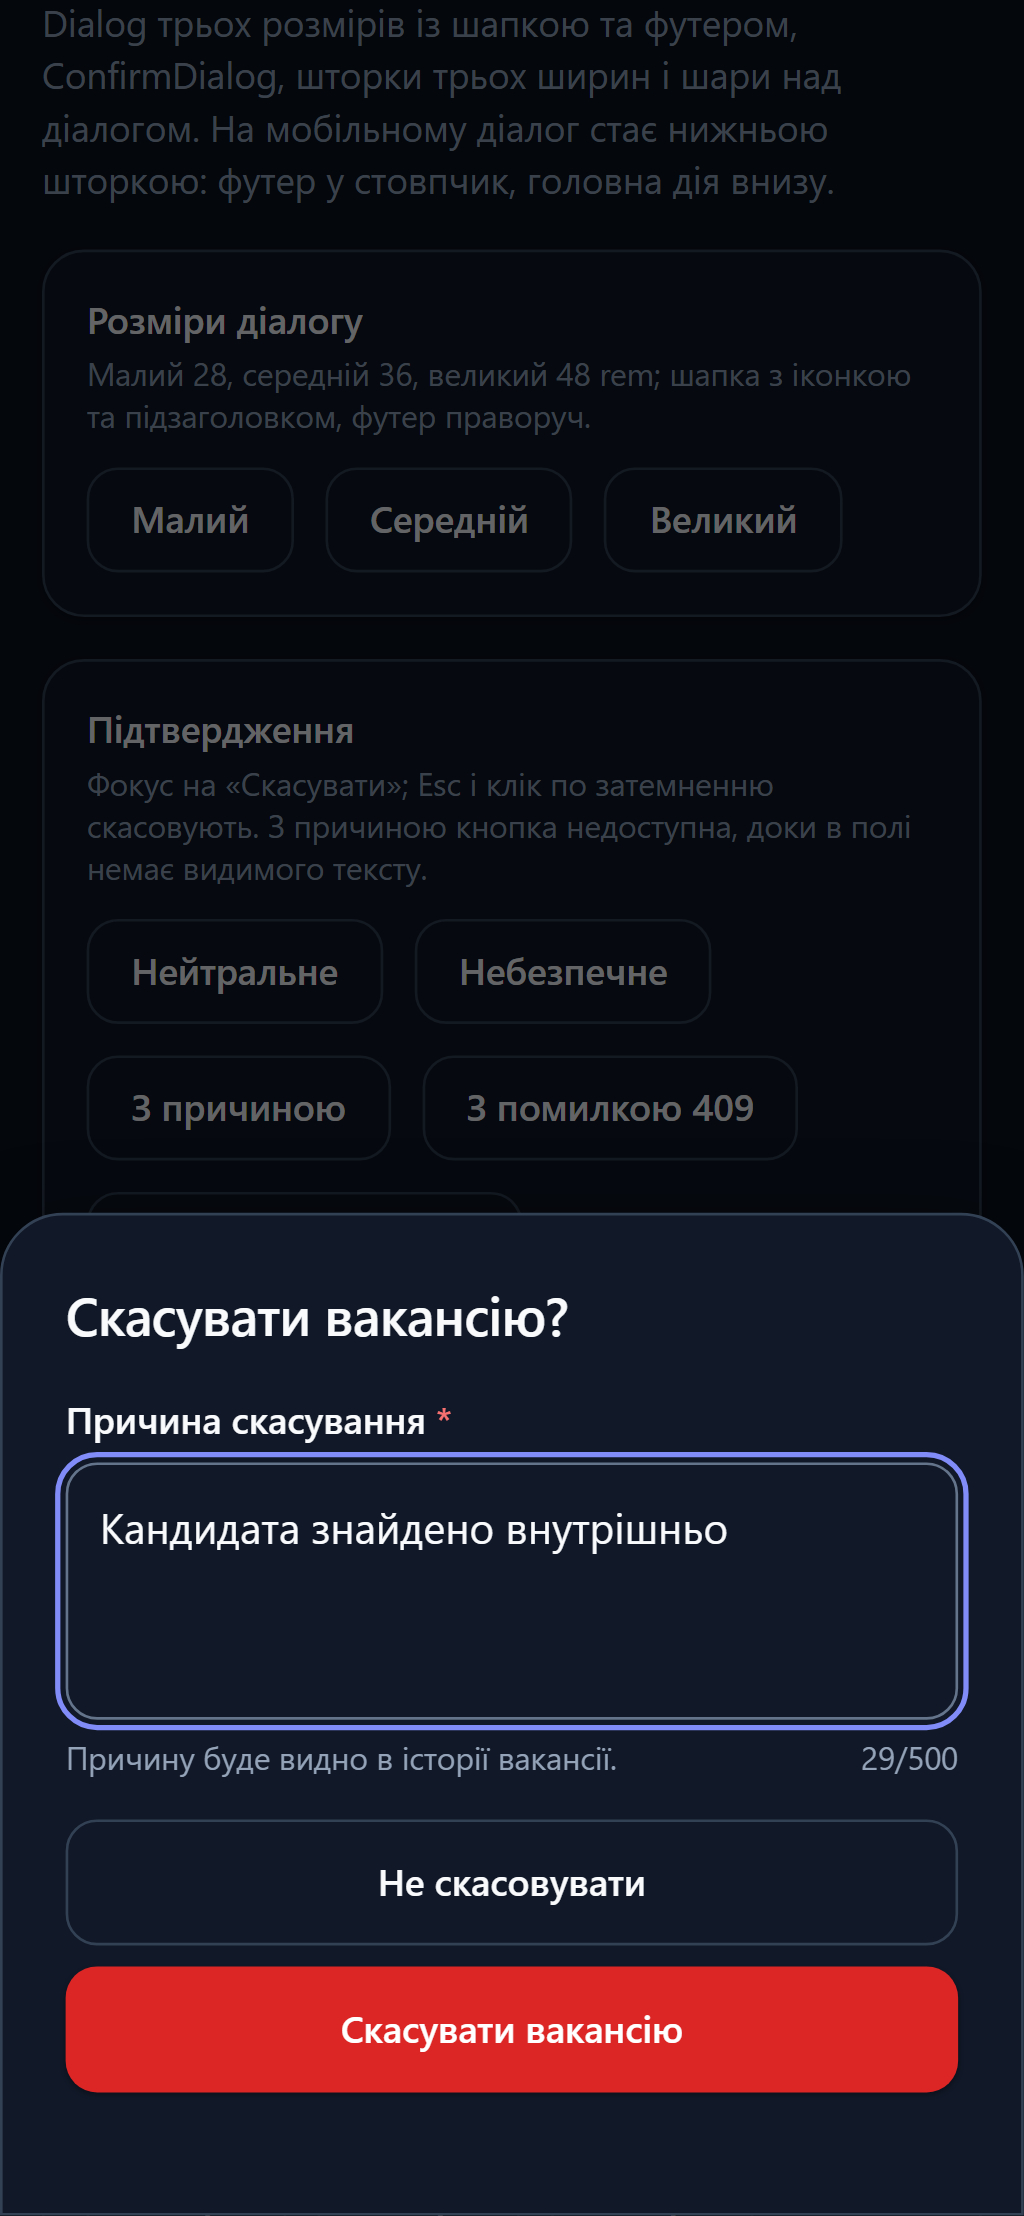 Dialog трьох розмірів із шапкою та футером,
ConfirmDialog, шторки трьох ширин і шари над
діалогом. На мобільному діалог стає нижньою
шторкою: футер у стовпчик, головна дія внизу.
Розміри діалогу
Малий 28, середній 36, великий 48 rem; шапка з іконкою
та підзаголовком, футер праворуч.
Малий
Середній
Великий
Підтвердження
Фокус на «Скасувати»; Esc і клік по затемненню
скасовують. З причиною кнопка недоступна, доки в полі
немає видимого тексту.
Нейтральне
Небезпечне
З причиною
З помилкою 409
Скасувати вакансію?
Причина скасування *
Кандидата знайдено внутрішньо
Причину буде видно в історії вакансії.
29/500
Не скасовувати
Скасувати вакансію